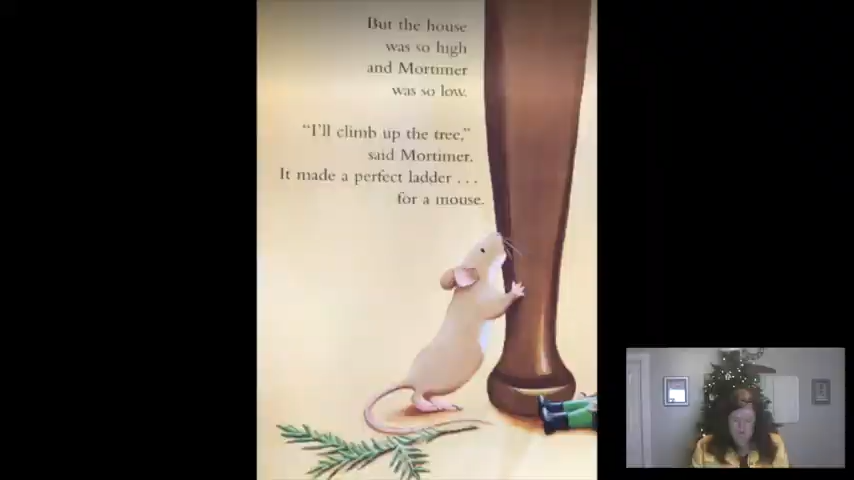 But the house
was so high
and Mortimer
was so low.
"I'll climb up the tree,"
said Mortimer.
It made a perfect ladder . . .
for a mouse.